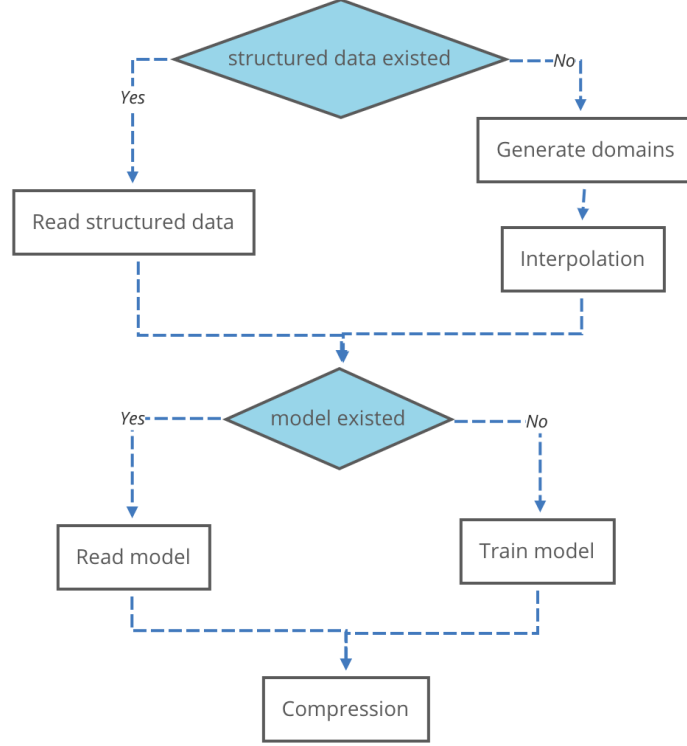 structured data existed
No
Yes
Generate domains
Read structured data
Interpolation
model existed
Yes
No
Read model
Train model
Compression